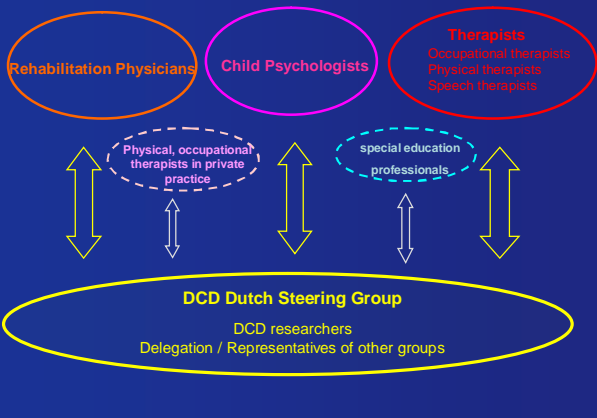 Rehabilitation Physicians
Child Psychologists
Therapists
Occupational therapists
Physical therapists
Speech therapists
Physical, occupational
therapists in private
practice
special education
professionals
DCD Dutch Steering Group
DCD researchers
Delegation / Representatives of other groups